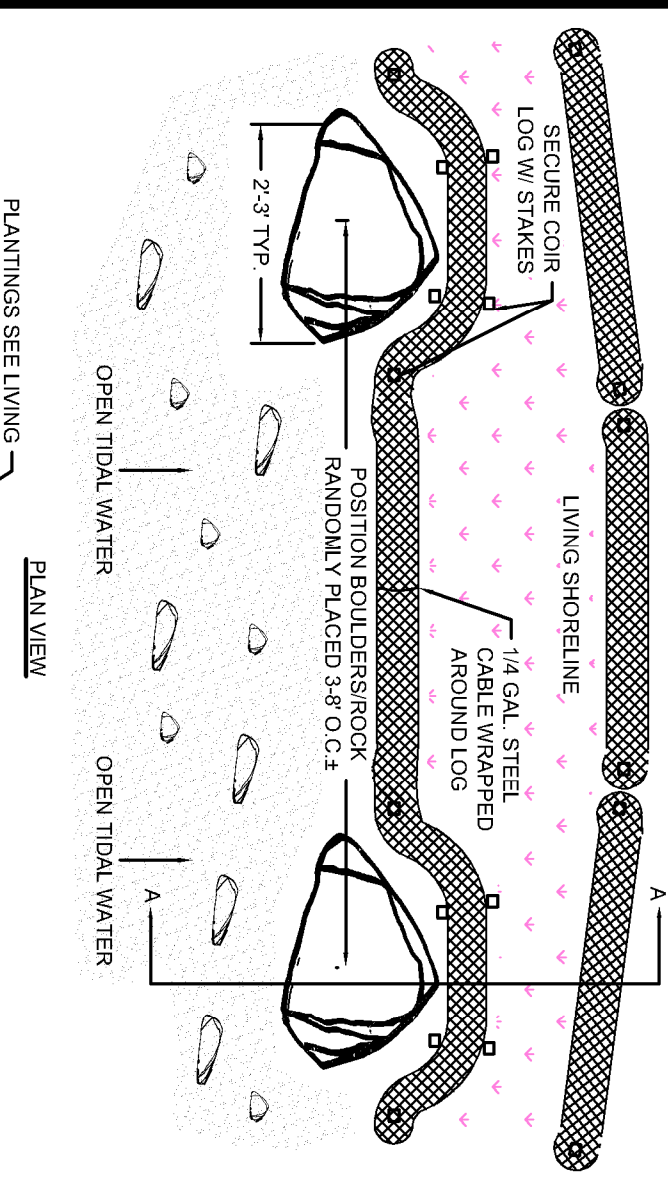 SECURE COIR
LOG W/ STAKES
LIVING SHORELINE
1/4 GAL. STEEL
CABLE WRAPPED
AROUND LOG
A
2'-3' TYP.
POSITION BOULDERS/ROCK
RANDOMLY PLACED 3-8' O.C.±
OPEN TIDAL WATER
OPEN TIDAL WATER
A
PLAN VIEW
PLANTINGS SEE LIVING